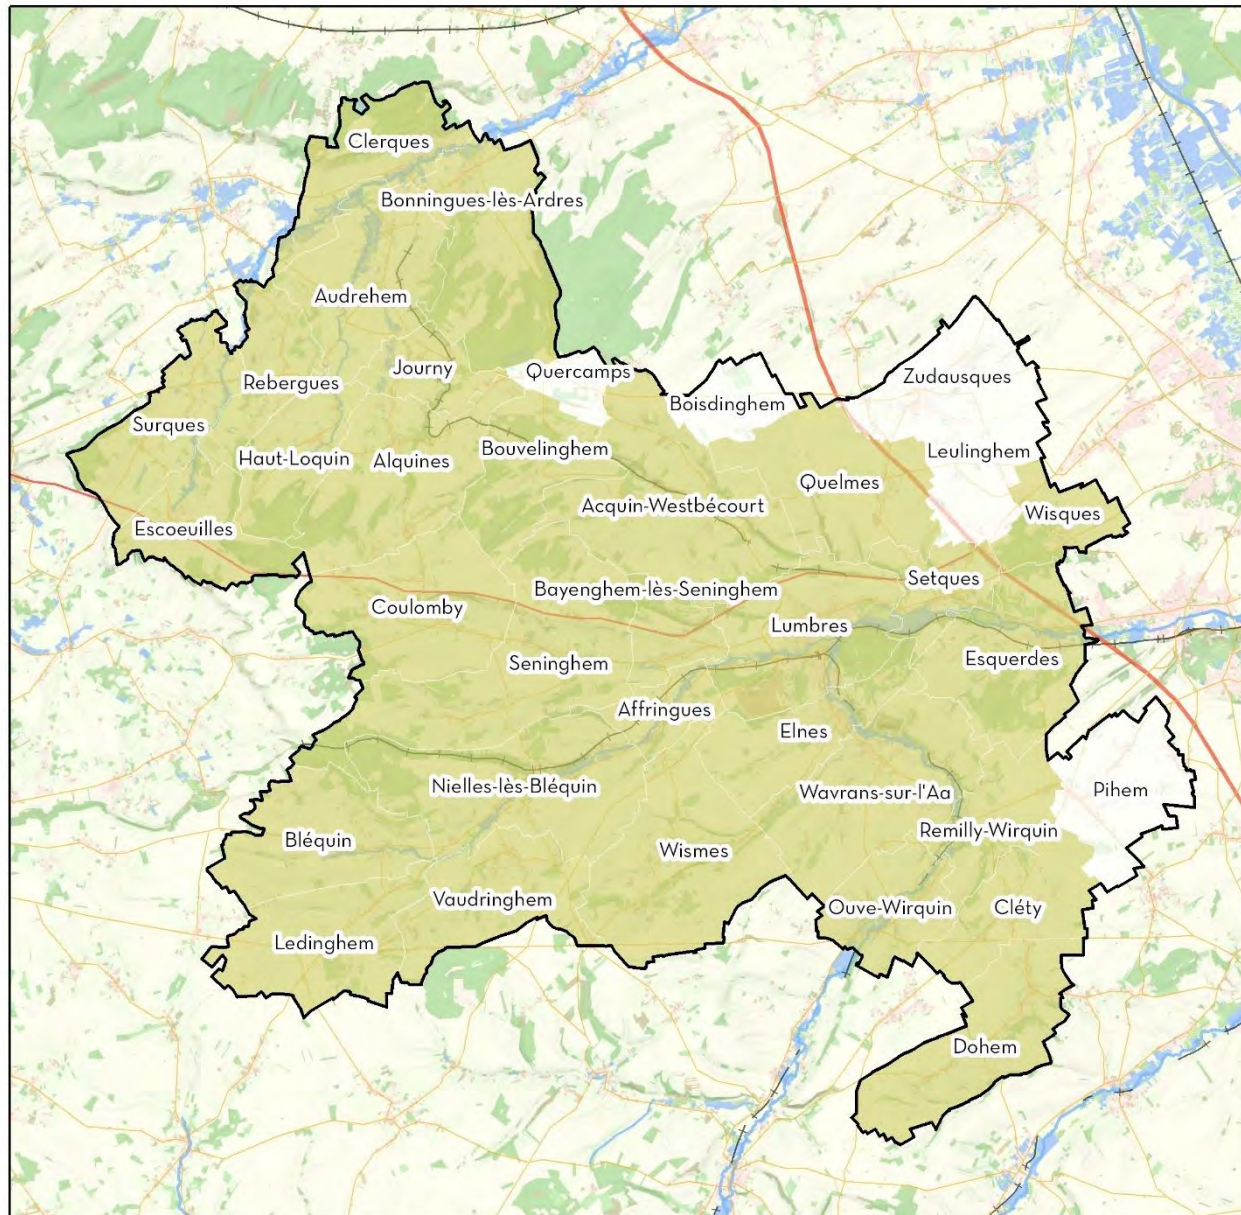 Clerques
Bonningues-lès-Ardres
Audrehem
Journy
Quercamps
Zudausques
Rebergues
Boisdinghem
Surques
Bouvelinghem
Leulinghem
Haut-Loquin
Alquines
Quelmes
Acquin-Westbécourt
Wisques
Escoeuilles
Setques
Bayenghem-lès-Seninghem
Coulomby
Lumbres
Seninghem
Esquerdes
Affringues
Elnes
Nielles-lès-Bléquin
Wavrans-sur-l'Aa
Pihem
Remilly-Wirquin
Bléquin
Wismes
Vaudringhem
Ouve-Wirquin
Cléty
Ledinghem
Dohem